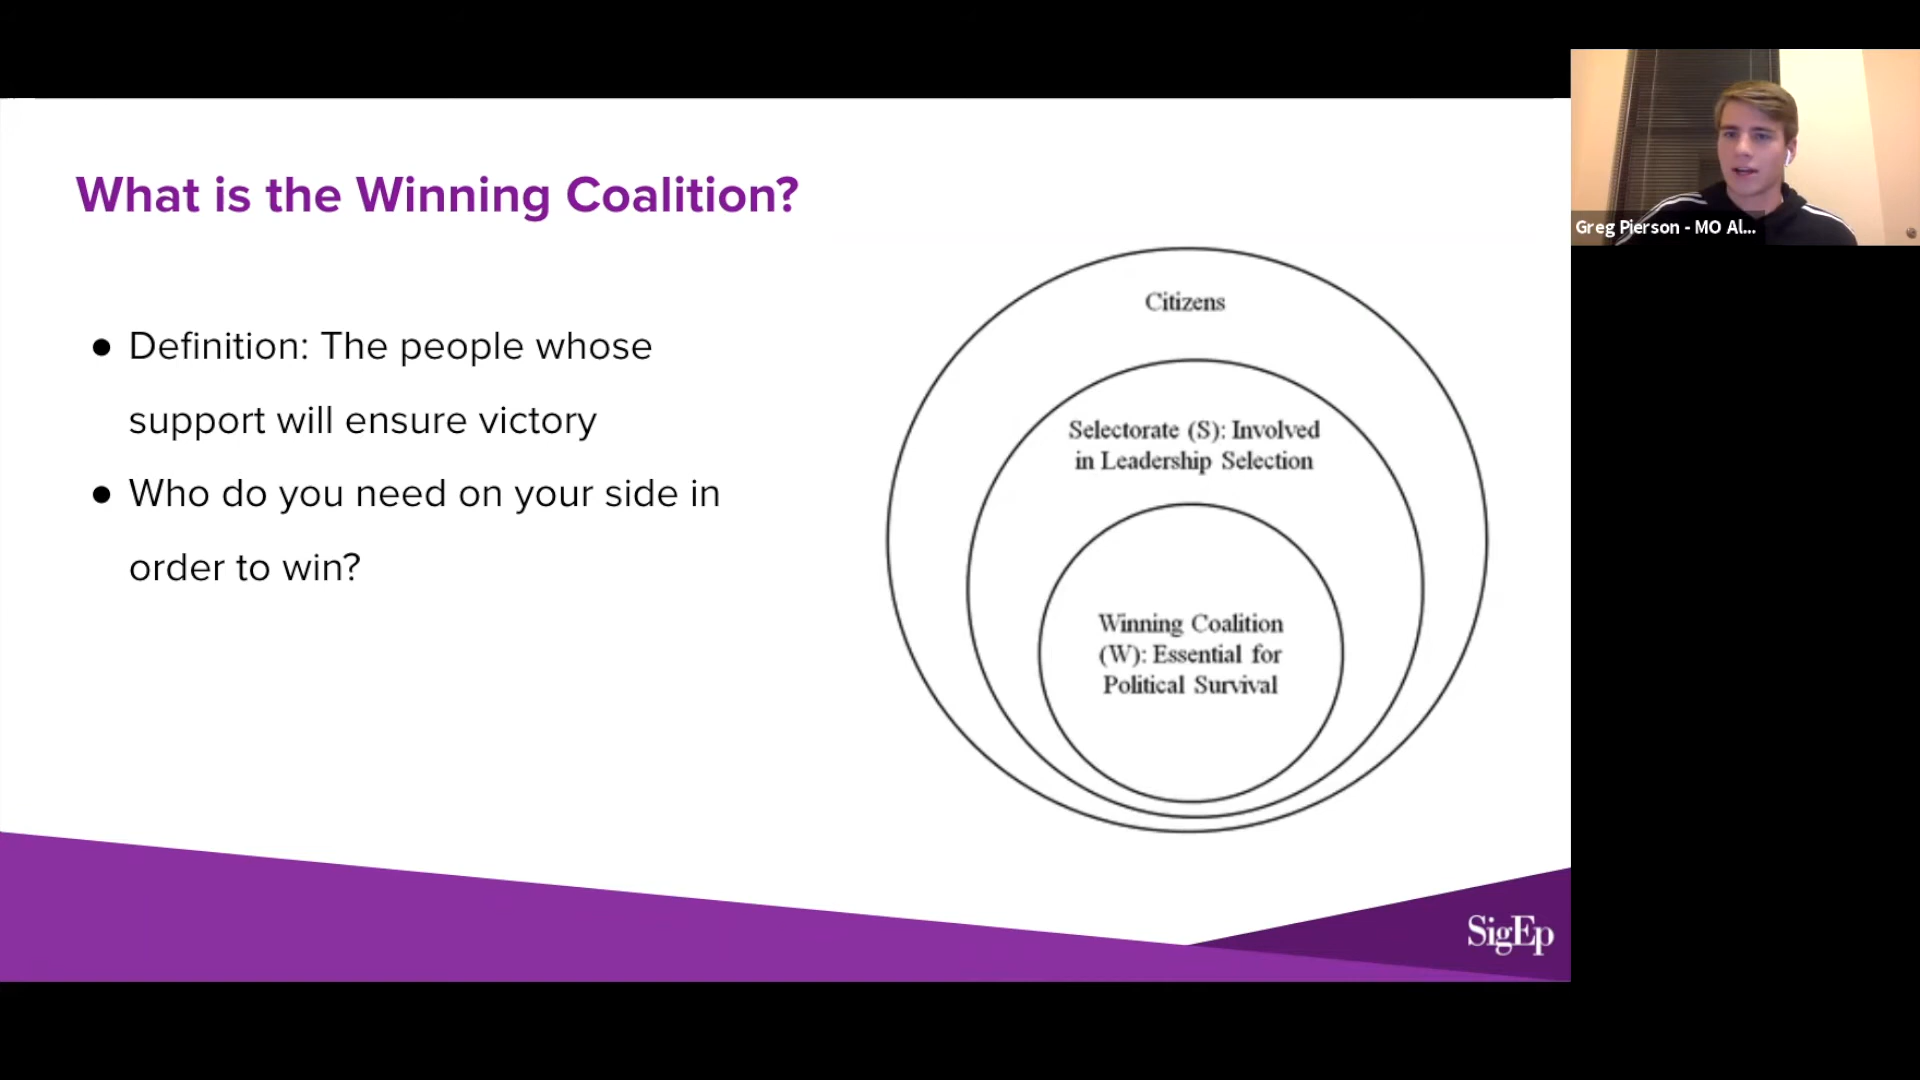 What is the Winning Coalition?
● Definition: The people whose
support will ensure victory
● Who do you need on your side in
order to win?
Citizens
Selectorate (S): Involved
in Leadership Selection
Winning Coalition
(W): Essential for
Political Survival
SigEp
Greg Pierson - MO Al...